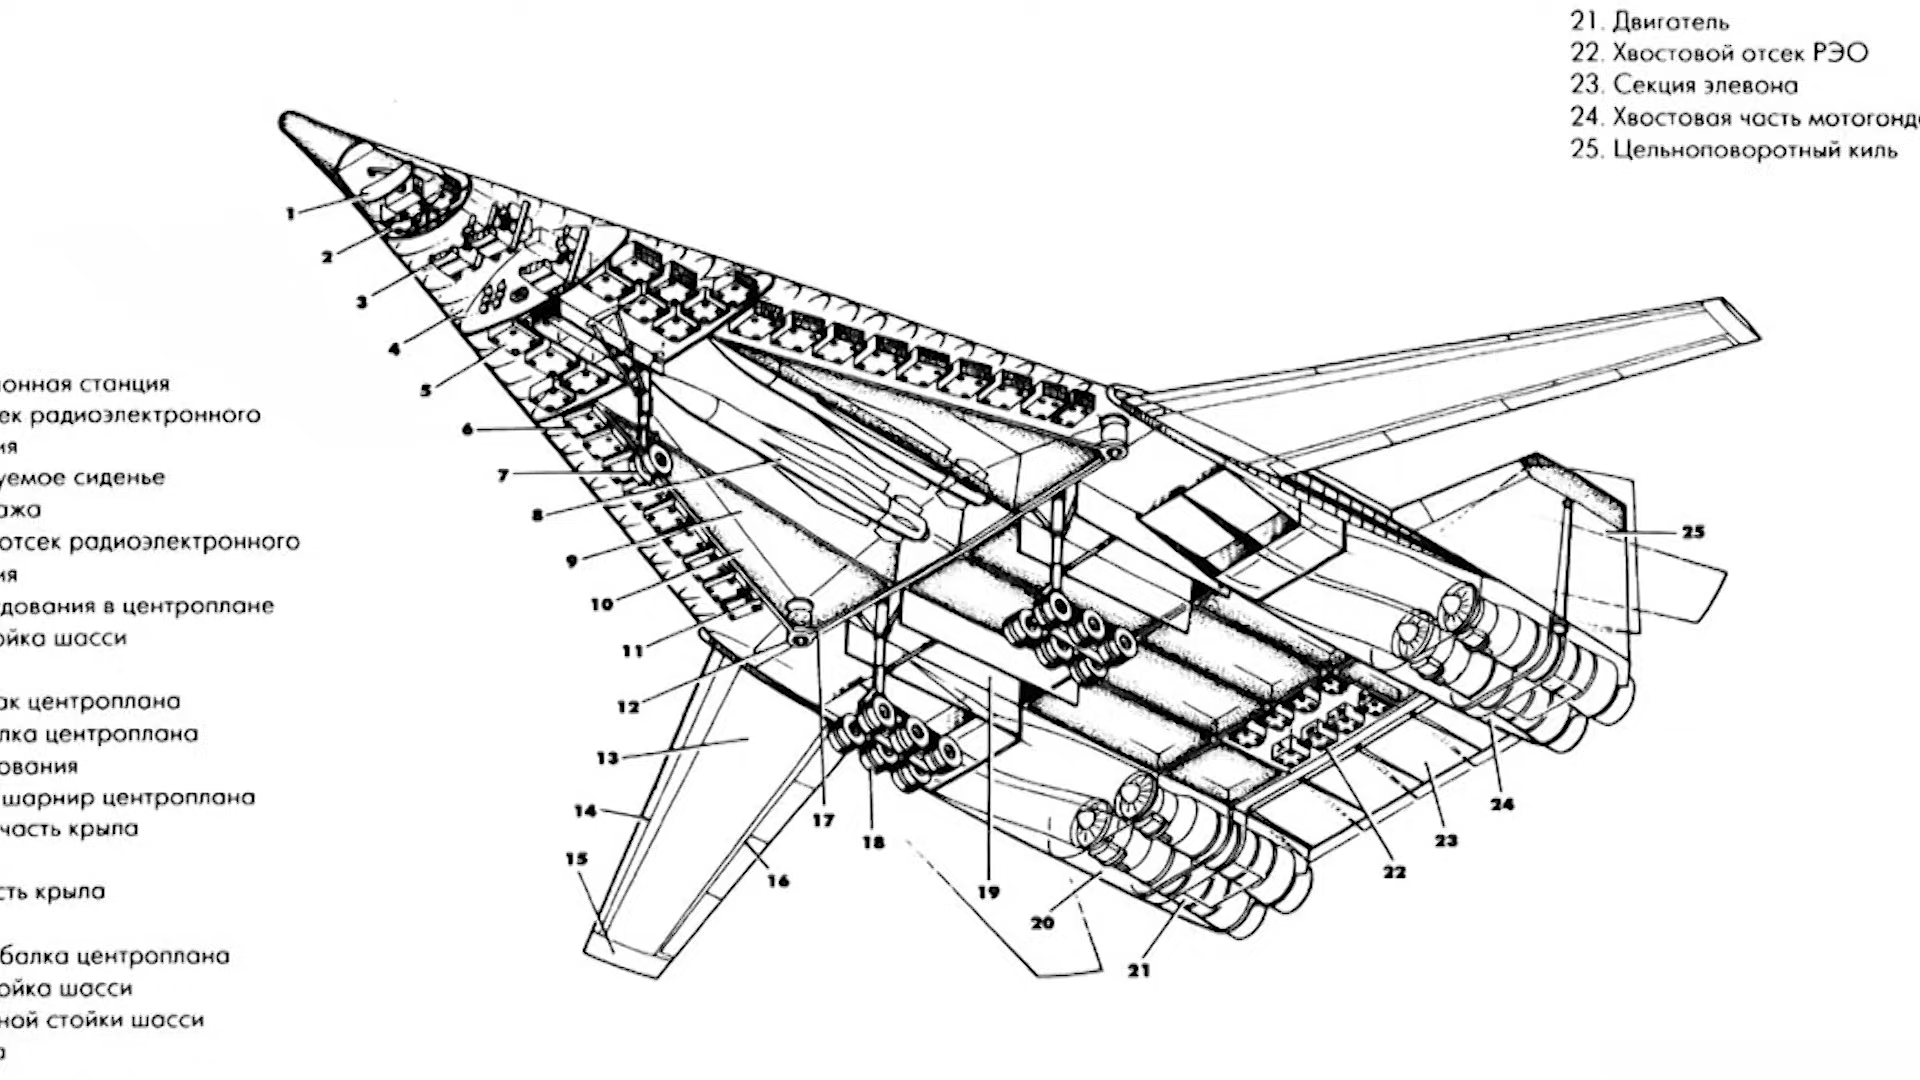 21. Двигатель
22. Хвостовой отсек РЭО
23. Секция элевона
24. Хвостовая часть мотогонд
25. Цельноповоротный киль
онная станция
ек радиоэлектронного
ия
уемое сиденье
ажа
отсек радиоэлектронного
ия
дования в центроплане
ойка шасси
ак центроплана
лка центроплана
ования
шарнир центроплана
часть крыла
сть крыла
балка центроплана
ойка шасси
ной стойки шасси
а
1
2
3
4
5
6
7
8
9
10
11
12
13
14
15
16
17
18
19
20
21
22
23
24
25